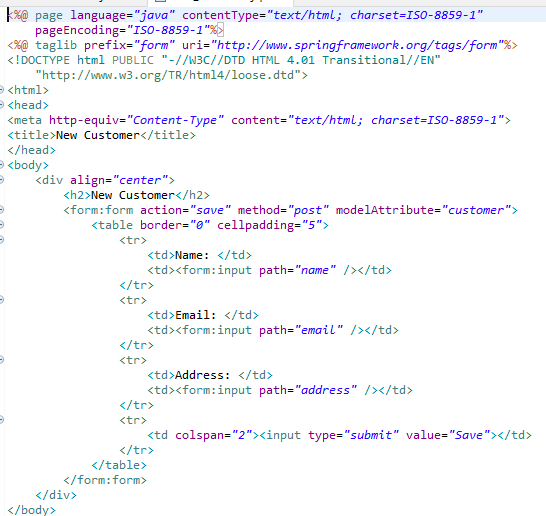 <%@ page language="java" contentType="text/html; charset=ISO-8859-1"
    pageEncoding="ISO-8859-1"%>
<%@ taglib prefix="form" uri="http://www.springframework.org/tags/form"%>
<!DOCTYPE html PUBLIC "-//W3C//DTD HTML 4.01 Transitional//EN"
    "http://www.w3.org/TR/html4/loose.dtd">
<html>
<head>
<meta http-equiv="Content-Type" content="text/html; charset=ISO-8859-1">
<title>New Customer</title>
</head>
<body>
    <div align="center">
        <h2>New Customer</h2>
        <form:form action="save" method="post" modelAttribute="customer">
            <table border="0" cellpadding="5">
                <tr>
                    <td>Name: </td>
                    <td><form:input path="name" /></td>
                </tr>
                <tr>
                    <td>Email: </td>
                    <td><form:input path="email" /></td>
                </tr>
                <tr>
                    <td>Address: </td>
                    <td><form:input path="address" /></td>
                </tr>
                <tr>
                    <td colspan="2"><input type="submit" value="Save"></td>
                </tr>
            </table>
        </form:form>
    </div>
</body>